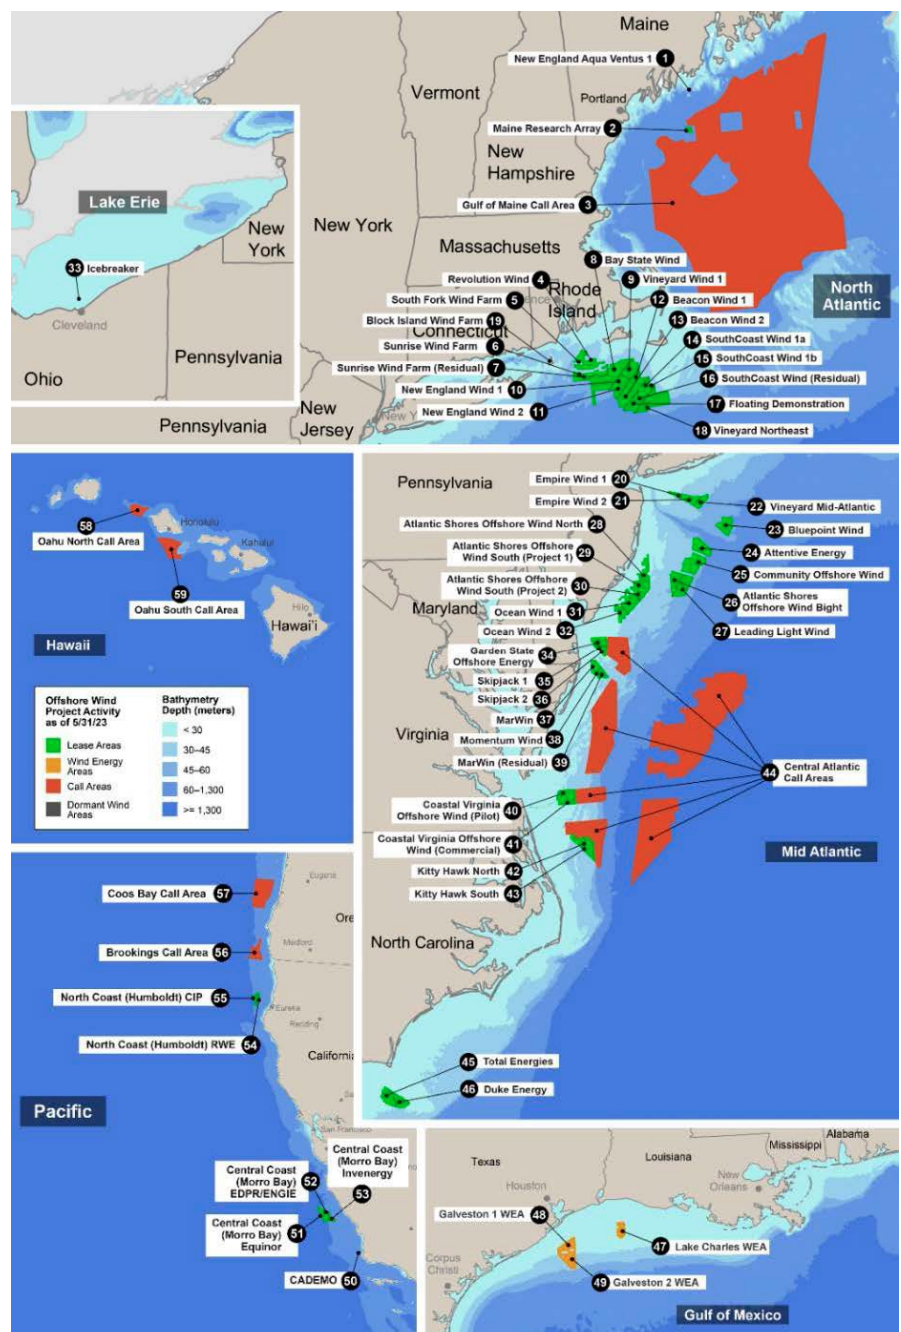 Maine
1
New England Aqua Ventus 1
Vermont
Portland
Maine Research Array
2
New
Hampshire
Lake Erie
Gulf of Maine Call Area
3
New
York
New York
Massachusetts
8
Bay State Wind
33
Icebreaker
Revolution Wind
4
9
Vineyard Wind 1
Rhode
Island
North
Atlantic
South Fork Wind Farm
5
ence
12
Beacon Wind 1
Block Island Wind Farm
19
13
Beacon Wind 2
Cleveland
Connecticut
Sunrise Wind Farm
6
14
SouthCoast Wind 1a
Pennsylvania
Sunrise Wind Farm (Residual)
7
15
SouthCoast Wind 1b
Ohio
New England Wind 1
10
16
SouthCoast Wind (Residual)
New
Jersey
New Y
New England Wind 2
11
17
Floating Demonstration
Pennsylvania
18
Vineyard Northeast
58
Honolulu
Oahu North Call Area
Kahului
59
Oahu South Call Area
Hilo
Hawai'i
Hawaii
Offshore Wind
Project Activity
as of 5/31/23
Lease Areas
Wind Energy
Areas
Call Areas
Dormant Wind
Areas
Bathymetry
Depth (meters)
< 30
30–45
45–60
60–1,300
>= 1,300
Pennsylvania
Empire Wind 1
20
Empire Wind 2
21
22
Vineyard Mid-Atlantic
Atlantic Shores Offshore Wind North
28
23
Bluepoint Wind
Atlantic Shores Offshore
Wind South (Project 1)
29
24
Attentive Energy
Atlantic Shores Offshore
Wind South (Project 2)
30
25
Community Offshore Wind
Maryland
Ocean Wind 1
31
26
Atlantic Shores
Offshore Wind Bight
Ocean Wind 2
32
27
Leading Light Wind
Garden State
Offshore Energy
34
Skipjack 1
35
Skipjack 2
36
MarWin
37
Virginia
Momentum Wind
38
MarWin (Residual)
39
44
Central Atlantic
Call Areas
Coastal Virginia
Offshore Wind (Pilot)
40
Coastal Virginia Offshore
Wind (Commercial)
41
Mid Atlantic
Kitty Hawk North
42
Kitty Hawk South
43
North Carolina
45
Total Energies
46
Duke Energy
Eugene
Coos Bay Call Area
57
Ore
Brookings Call Area
56
Medford
North Coast (Humboldt) CIP
55
Eureka
Redding
North Coast (Humboldt) RWE
54
California
Pacific
Sa
San Francisco
Central Coast
(Morro Bay)
Invenergy
53
Central Coast
(Morro Bay)
EDPR/ENGIE
52
Central Coast
(Morro Bay)
Equinor
51
CADEMO
50
Texas
Louisiana
Mississippi
Alabama
Houston
New
Orleans
48
Galveston 1 WEA
47
Lake Charles WEA
Corpus
Christi
49
Galveston 2 WEA
Gulf of Mexico